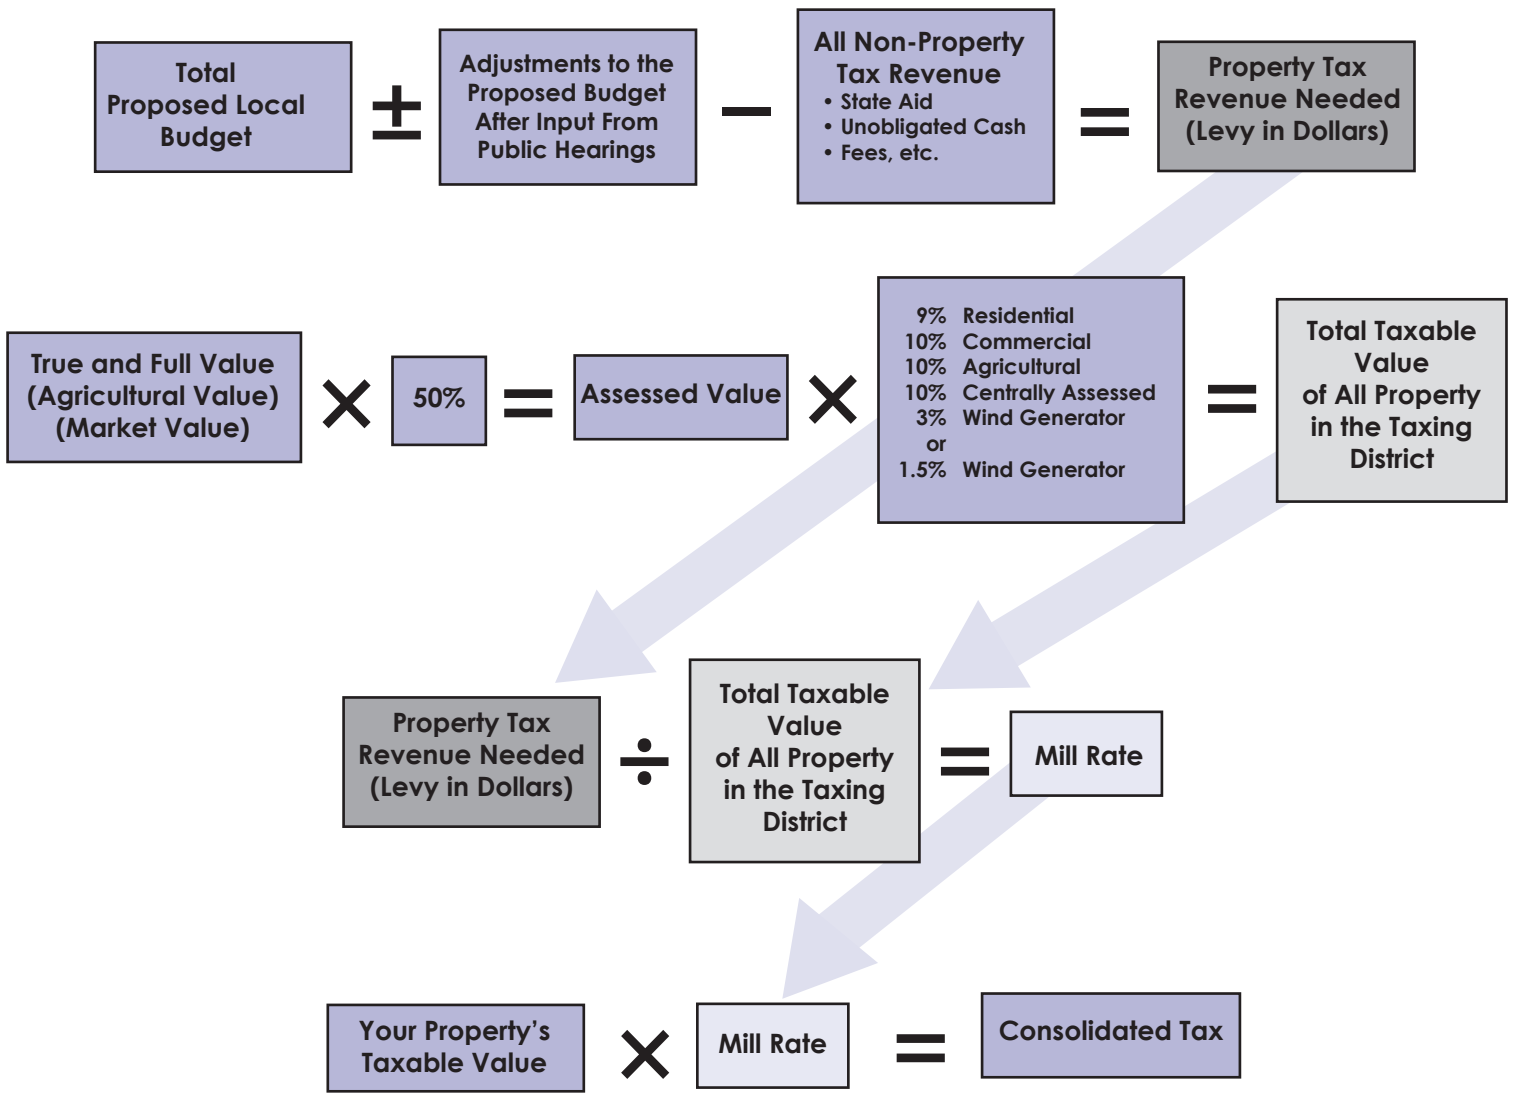 Total
Proposed Local
Budget
±
Adjustments to the
Proposed Budget
After Input From
Public Hearings
–
All Non-Property
Tax Revenue
• State Aid
• Unobligated Cash
• Fees, etc.
=
Property Tax
Revenue Needed
(Levy in Dollars)
True and Full Value
(Agricultural Value)
(Market Value)
×
50%
=
Assessed Value
×
9% Residential
10% Commercial
10% Agricultural
10% Centrally Assessed
3% Wind Generator
or
1.5% Wind Generator
=
Total Taxable
Value
of All Property
in the Taxing
District
Property Tax
Revenue Needed
(Levy in Dollars)
÷
Total Taxable
Value
of All Property
in the Taxing
District
=
Mill Rate
Your Property’s
Taxable Value
×
Mill Rate
=
Consolidated Tax